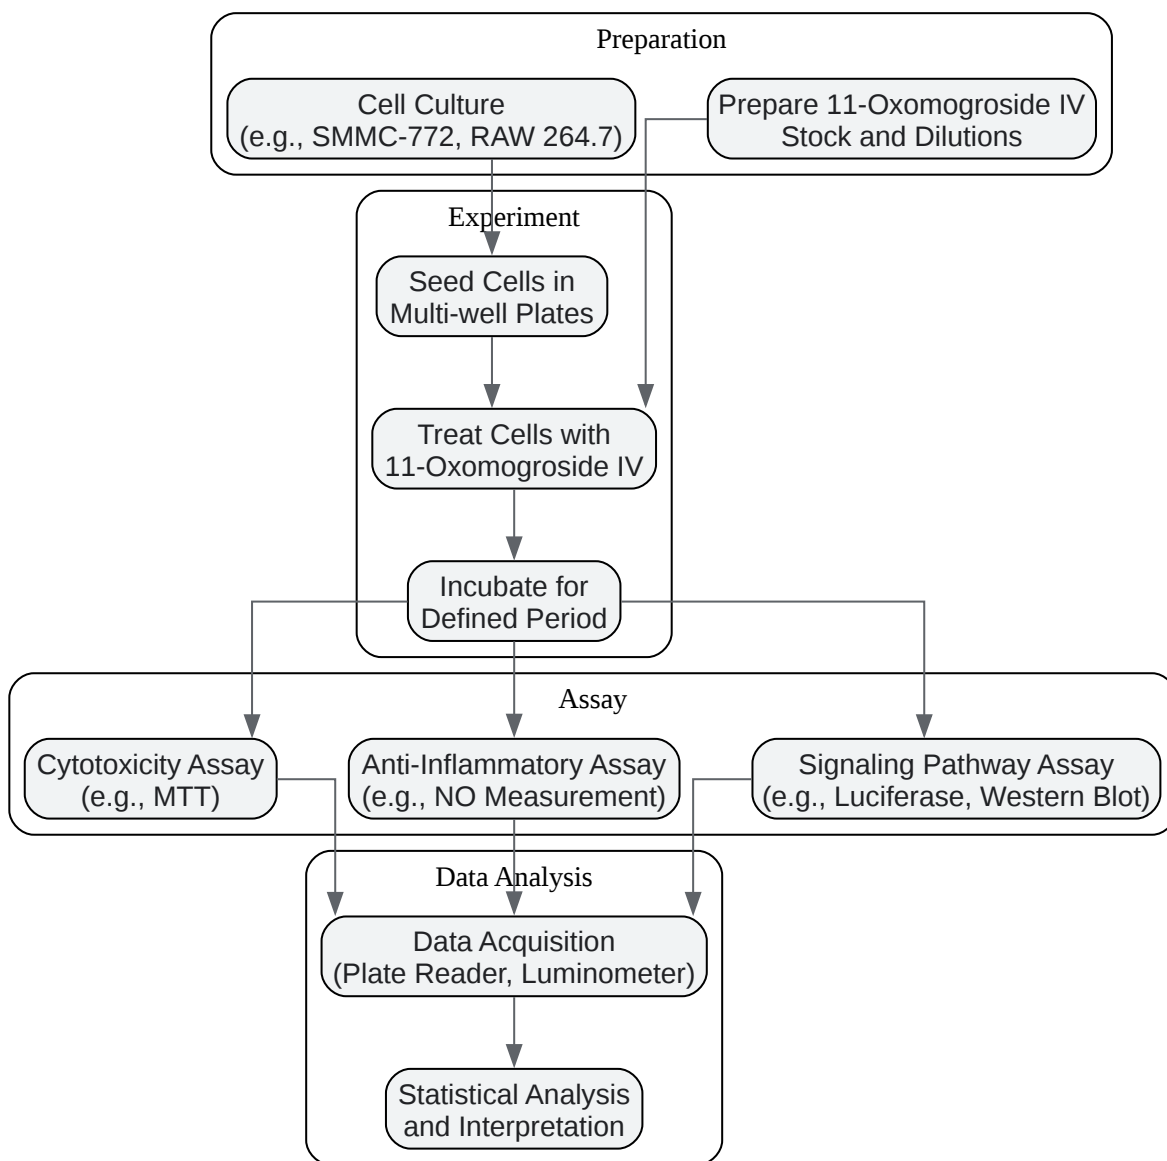 Preparation
Cell Culture
(e.g., SMMC-772, RAW 264.7)
Prepare 11-Oxomogroside IV
Stock and Dilutions
Experiment
Seed Cells in
Multi-well Plates
Treat Cells with
11-Oxomogroside IV
Incubate for
Defined Period
Assay
Cytotoxicity Assay
(e.g., MTT)
Anti-Inflammatory Assay
(e.g., NO Measurement)
Signaling Pathway Assay
(e.g., Luciferase, Western Blot)
Data Analysis
Data Acquisition
(Plate Reader, Luminometer)
Statistical Analysis
and Interpretation